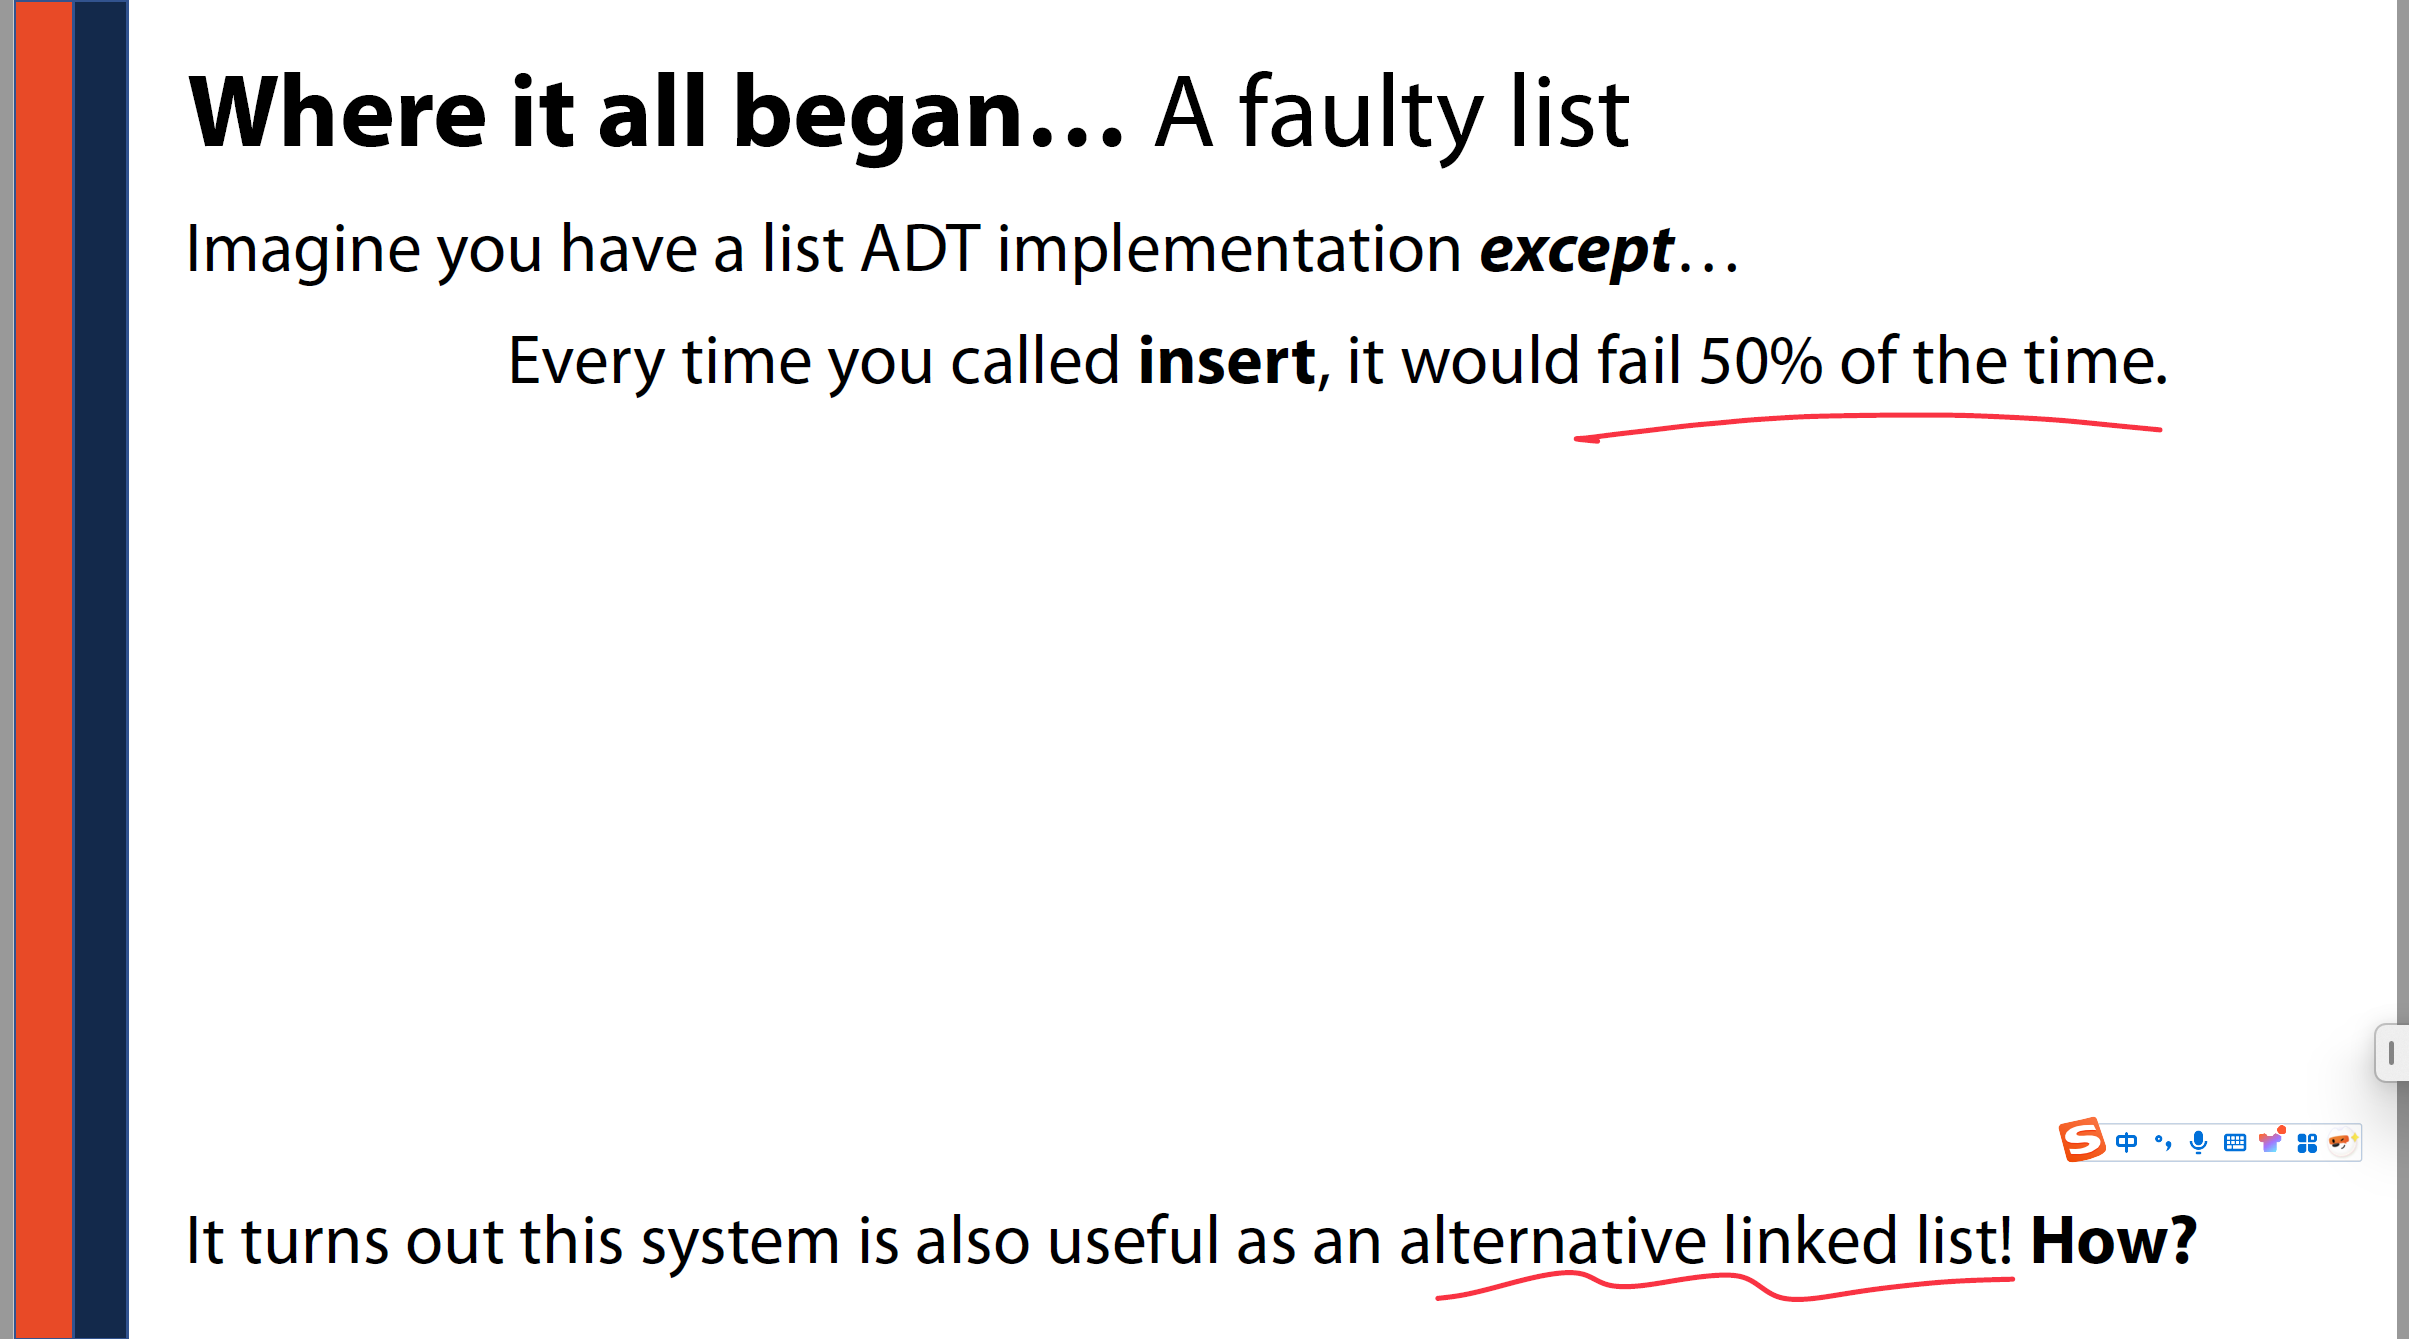 Where it all began… A faulty list
Imagine you have a list ADT implementation except…
Every time you called insert, it would fail 50% of the time.
中
It turns out this system is also useful as an alternative linked list! How?